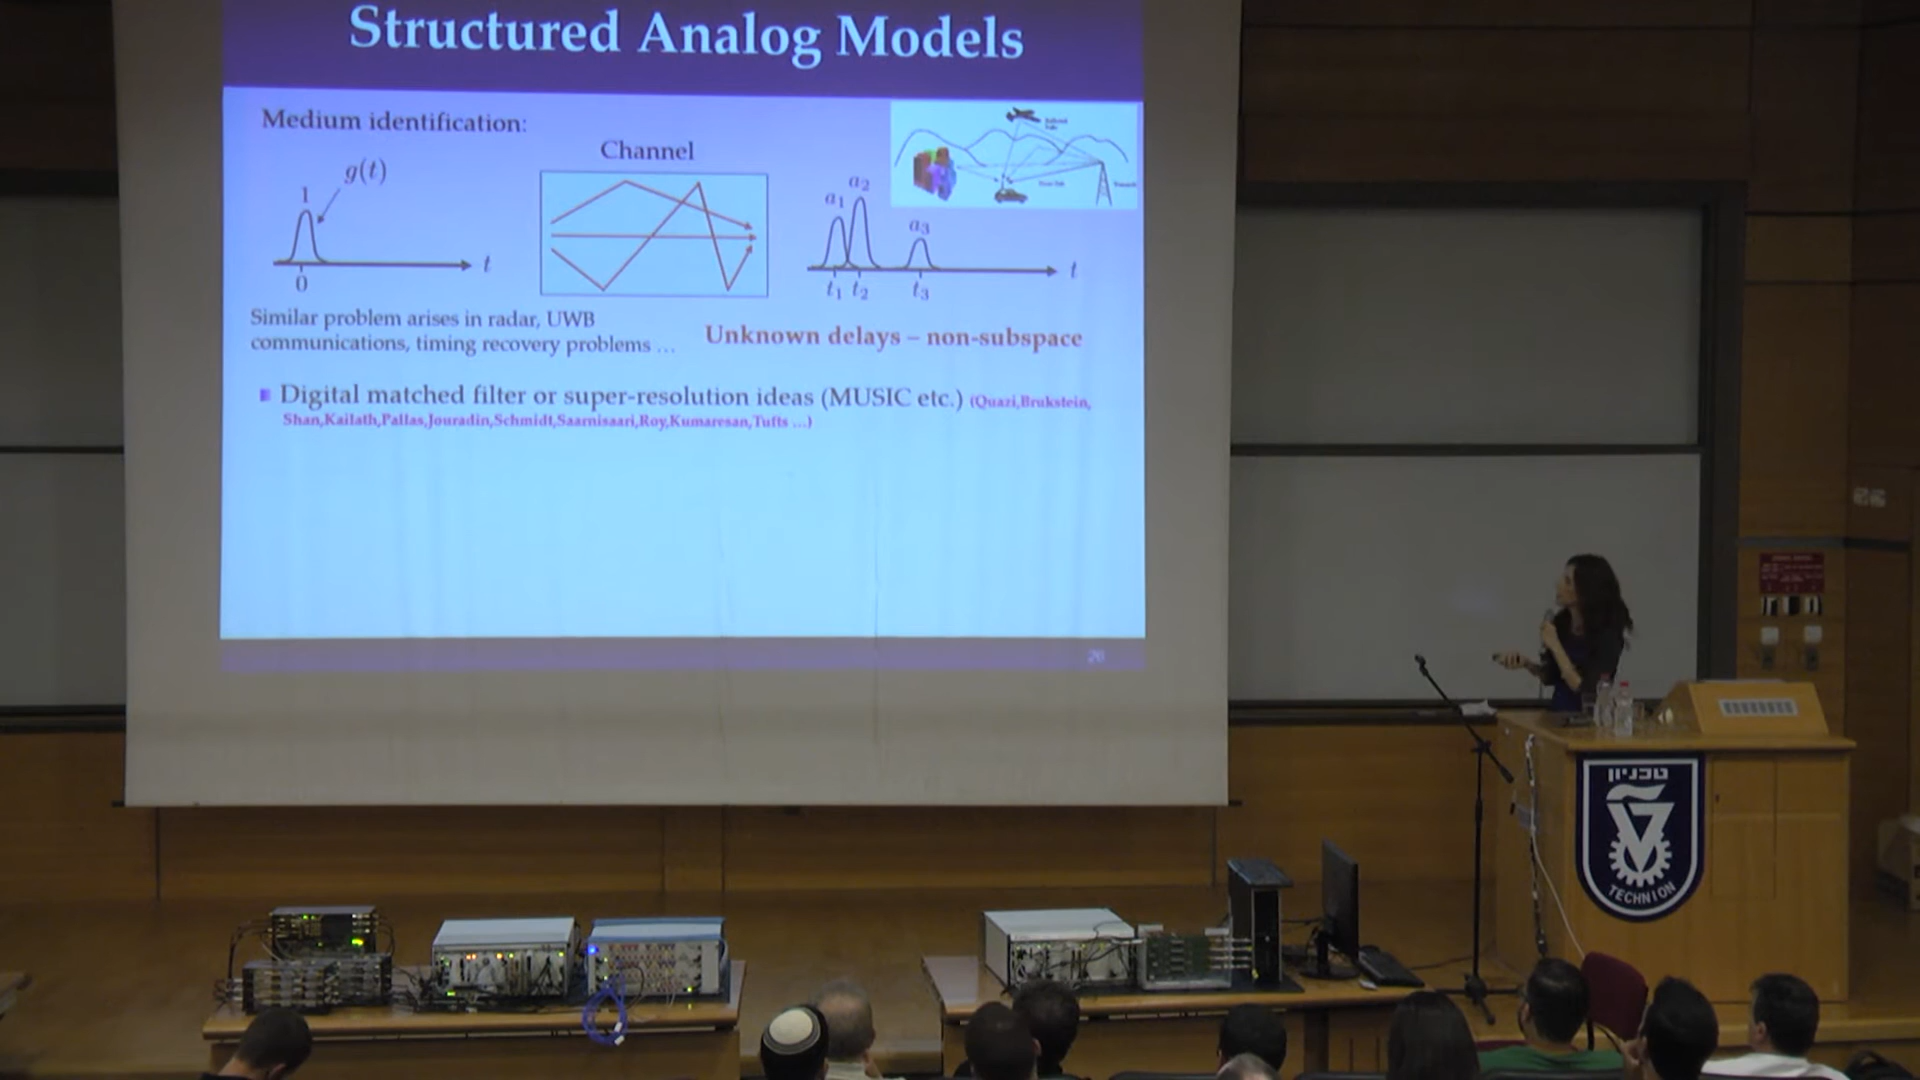 Structured Analog Models
Medium identification:
Channel
g(t)
1
0
t
a1
a2
a3
t1 t2
t3
t
Similar problem arises in radar, UWB
communications, timing recovery problems ...
Unknown delays – non-subspace
Digital matched filter or super-resolution ideas (MUSIC etc.) (Quazi,Brukstein,
Shan,Kailath,Pallas,Jouradin,Schmidt,Saarnisaari,Roy,Kumaresan,Tufts ...)
26
טכניון
TECHNION